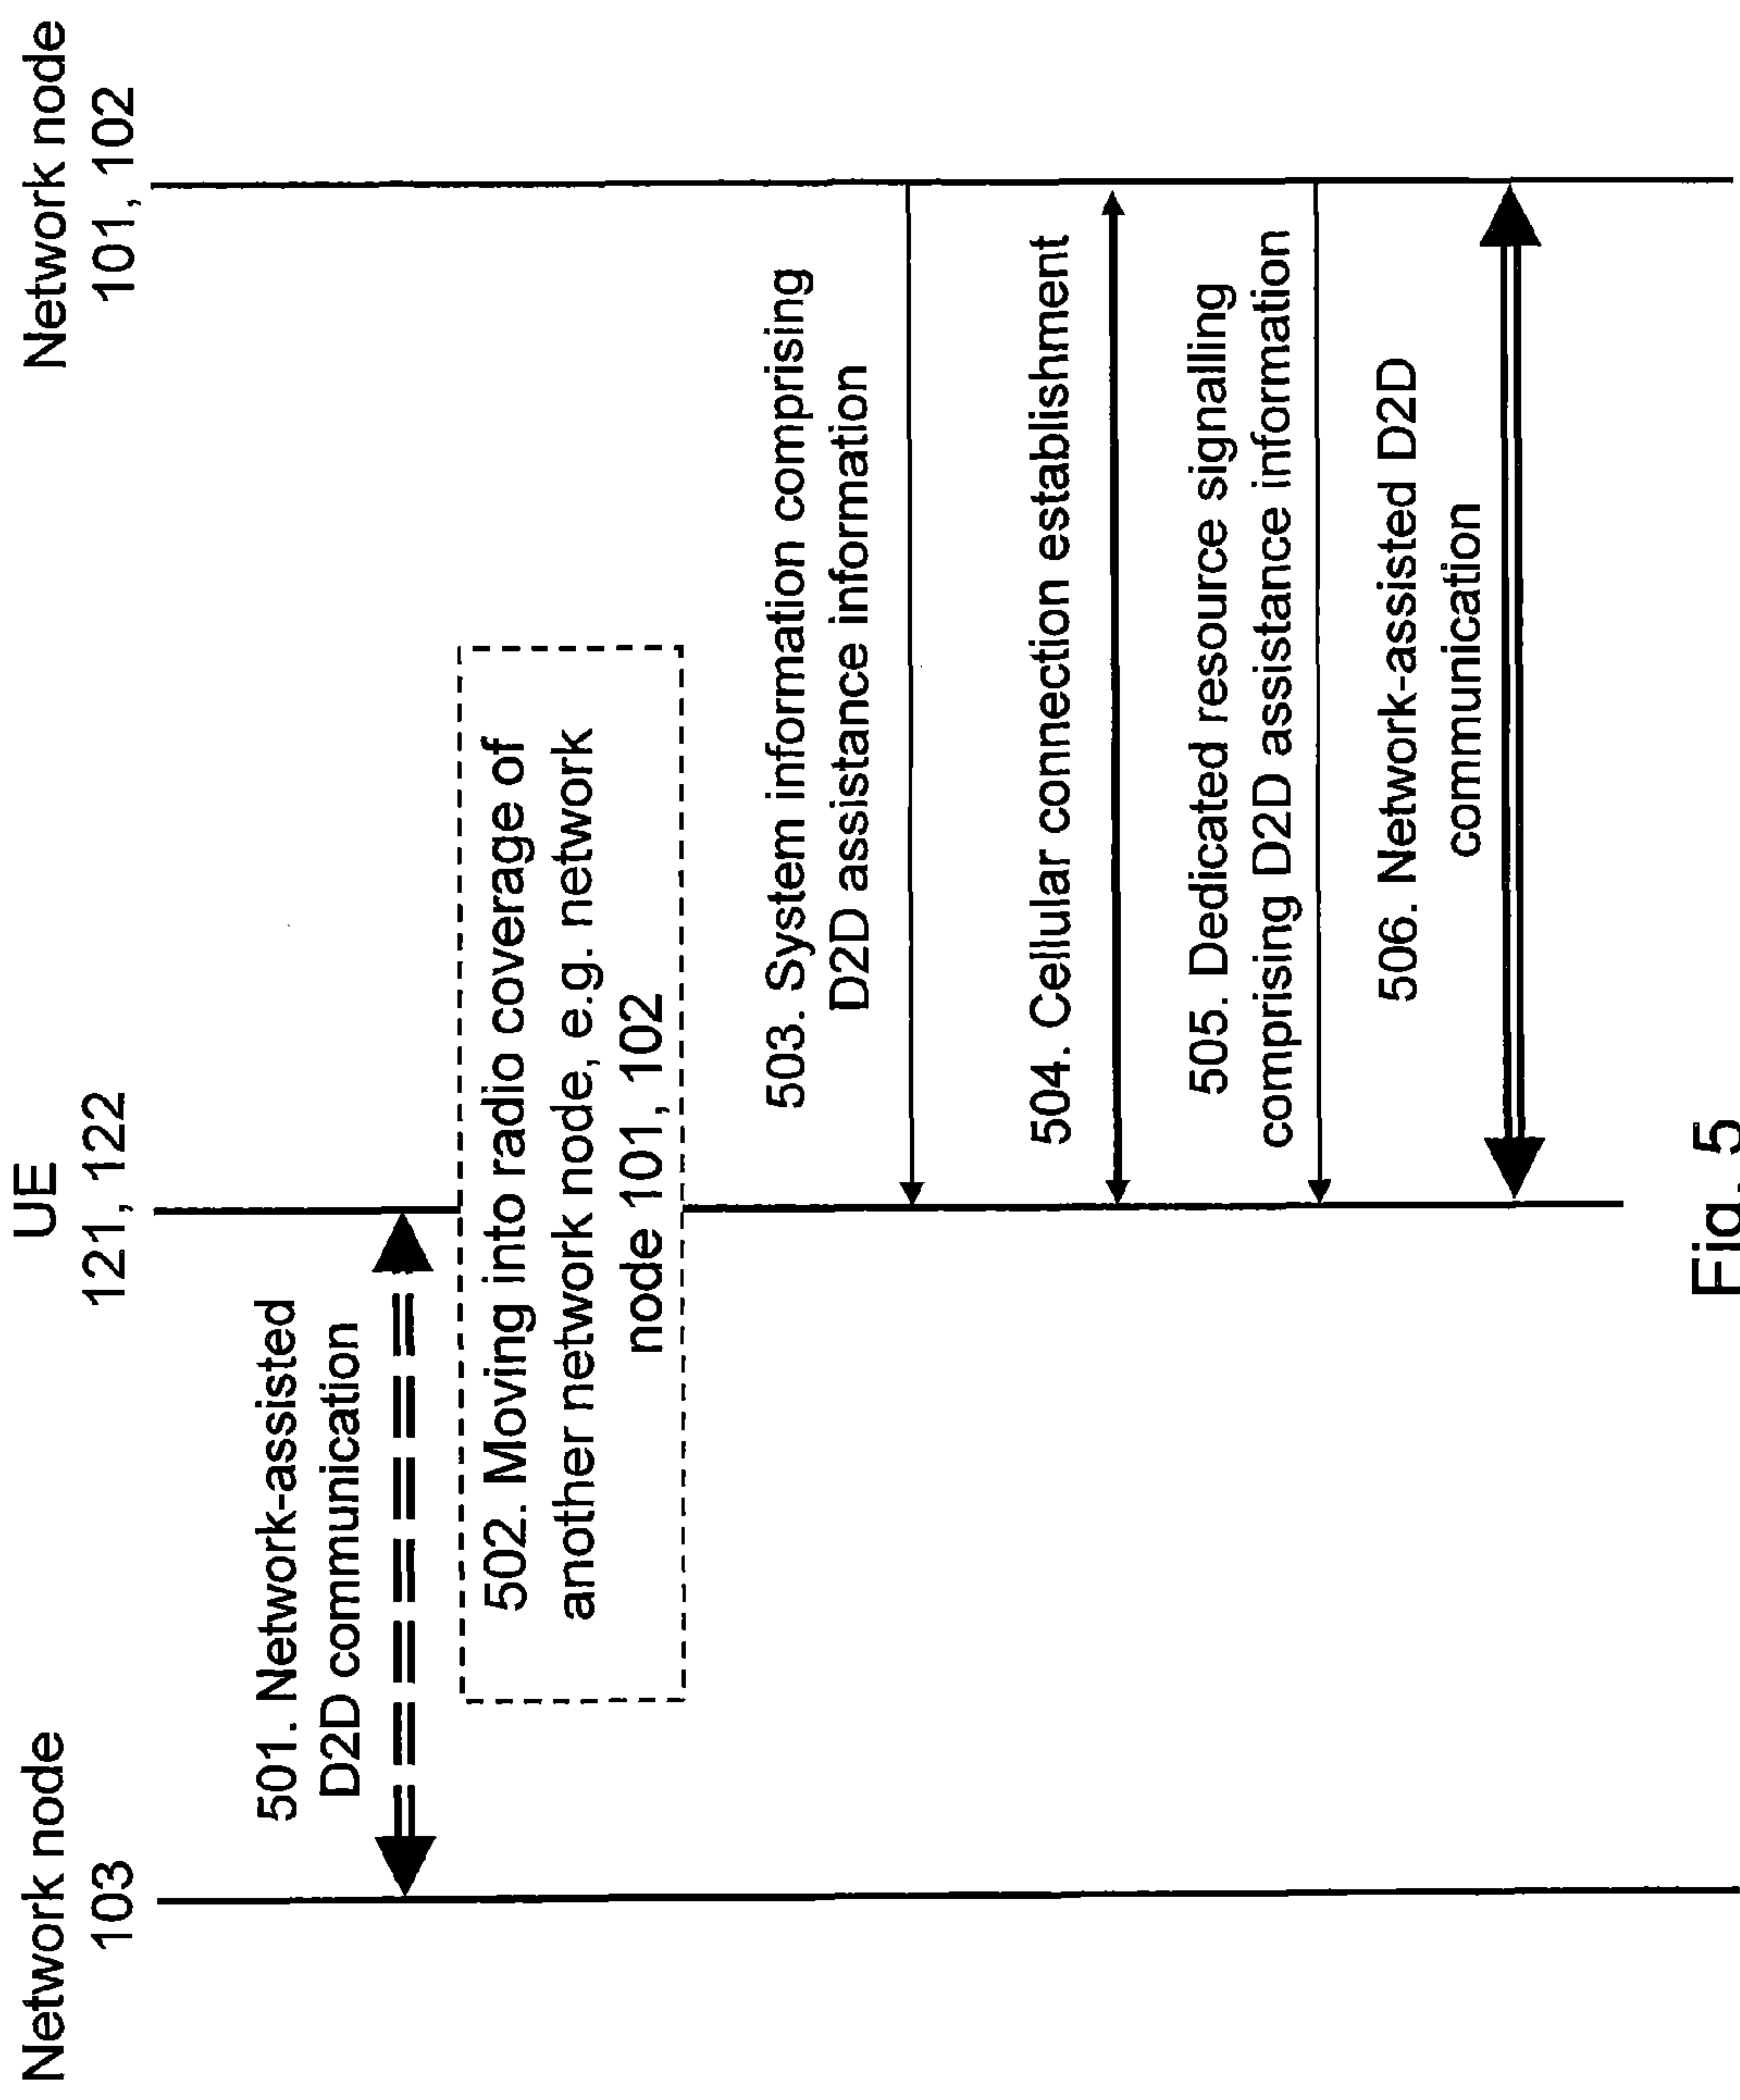 Network node
103
UE
121, 122
Network node
101, 102
501. Network-assisted
D2D communication
502. Moving into radio coverage of
another network node, e.g. network
node 101, 102
503. System information comprising
D2D assistance information
504. Cellular connection establishment
505. Dedicated resource signalling
comprising D2D assistance information
506. Network-assisted D2D
communication
Fig. 5